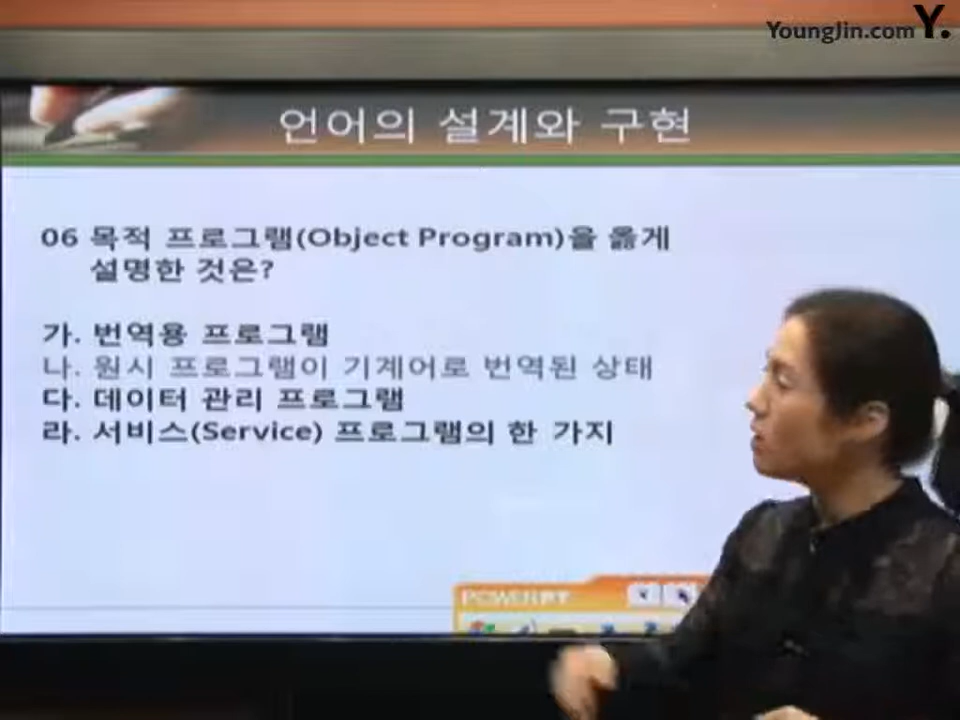 YoungJin.com Y.
언어의 설계와 구현
06 목적 프로그램(Object Program)을 옳게
설명한 것은?
가. 번역용 프로그램
나. 원시 프로그램이 기계어로 번역된 상태
다. 데이터 관리 프로그램
라. 서비스(Service) 프로그램의 한 가지